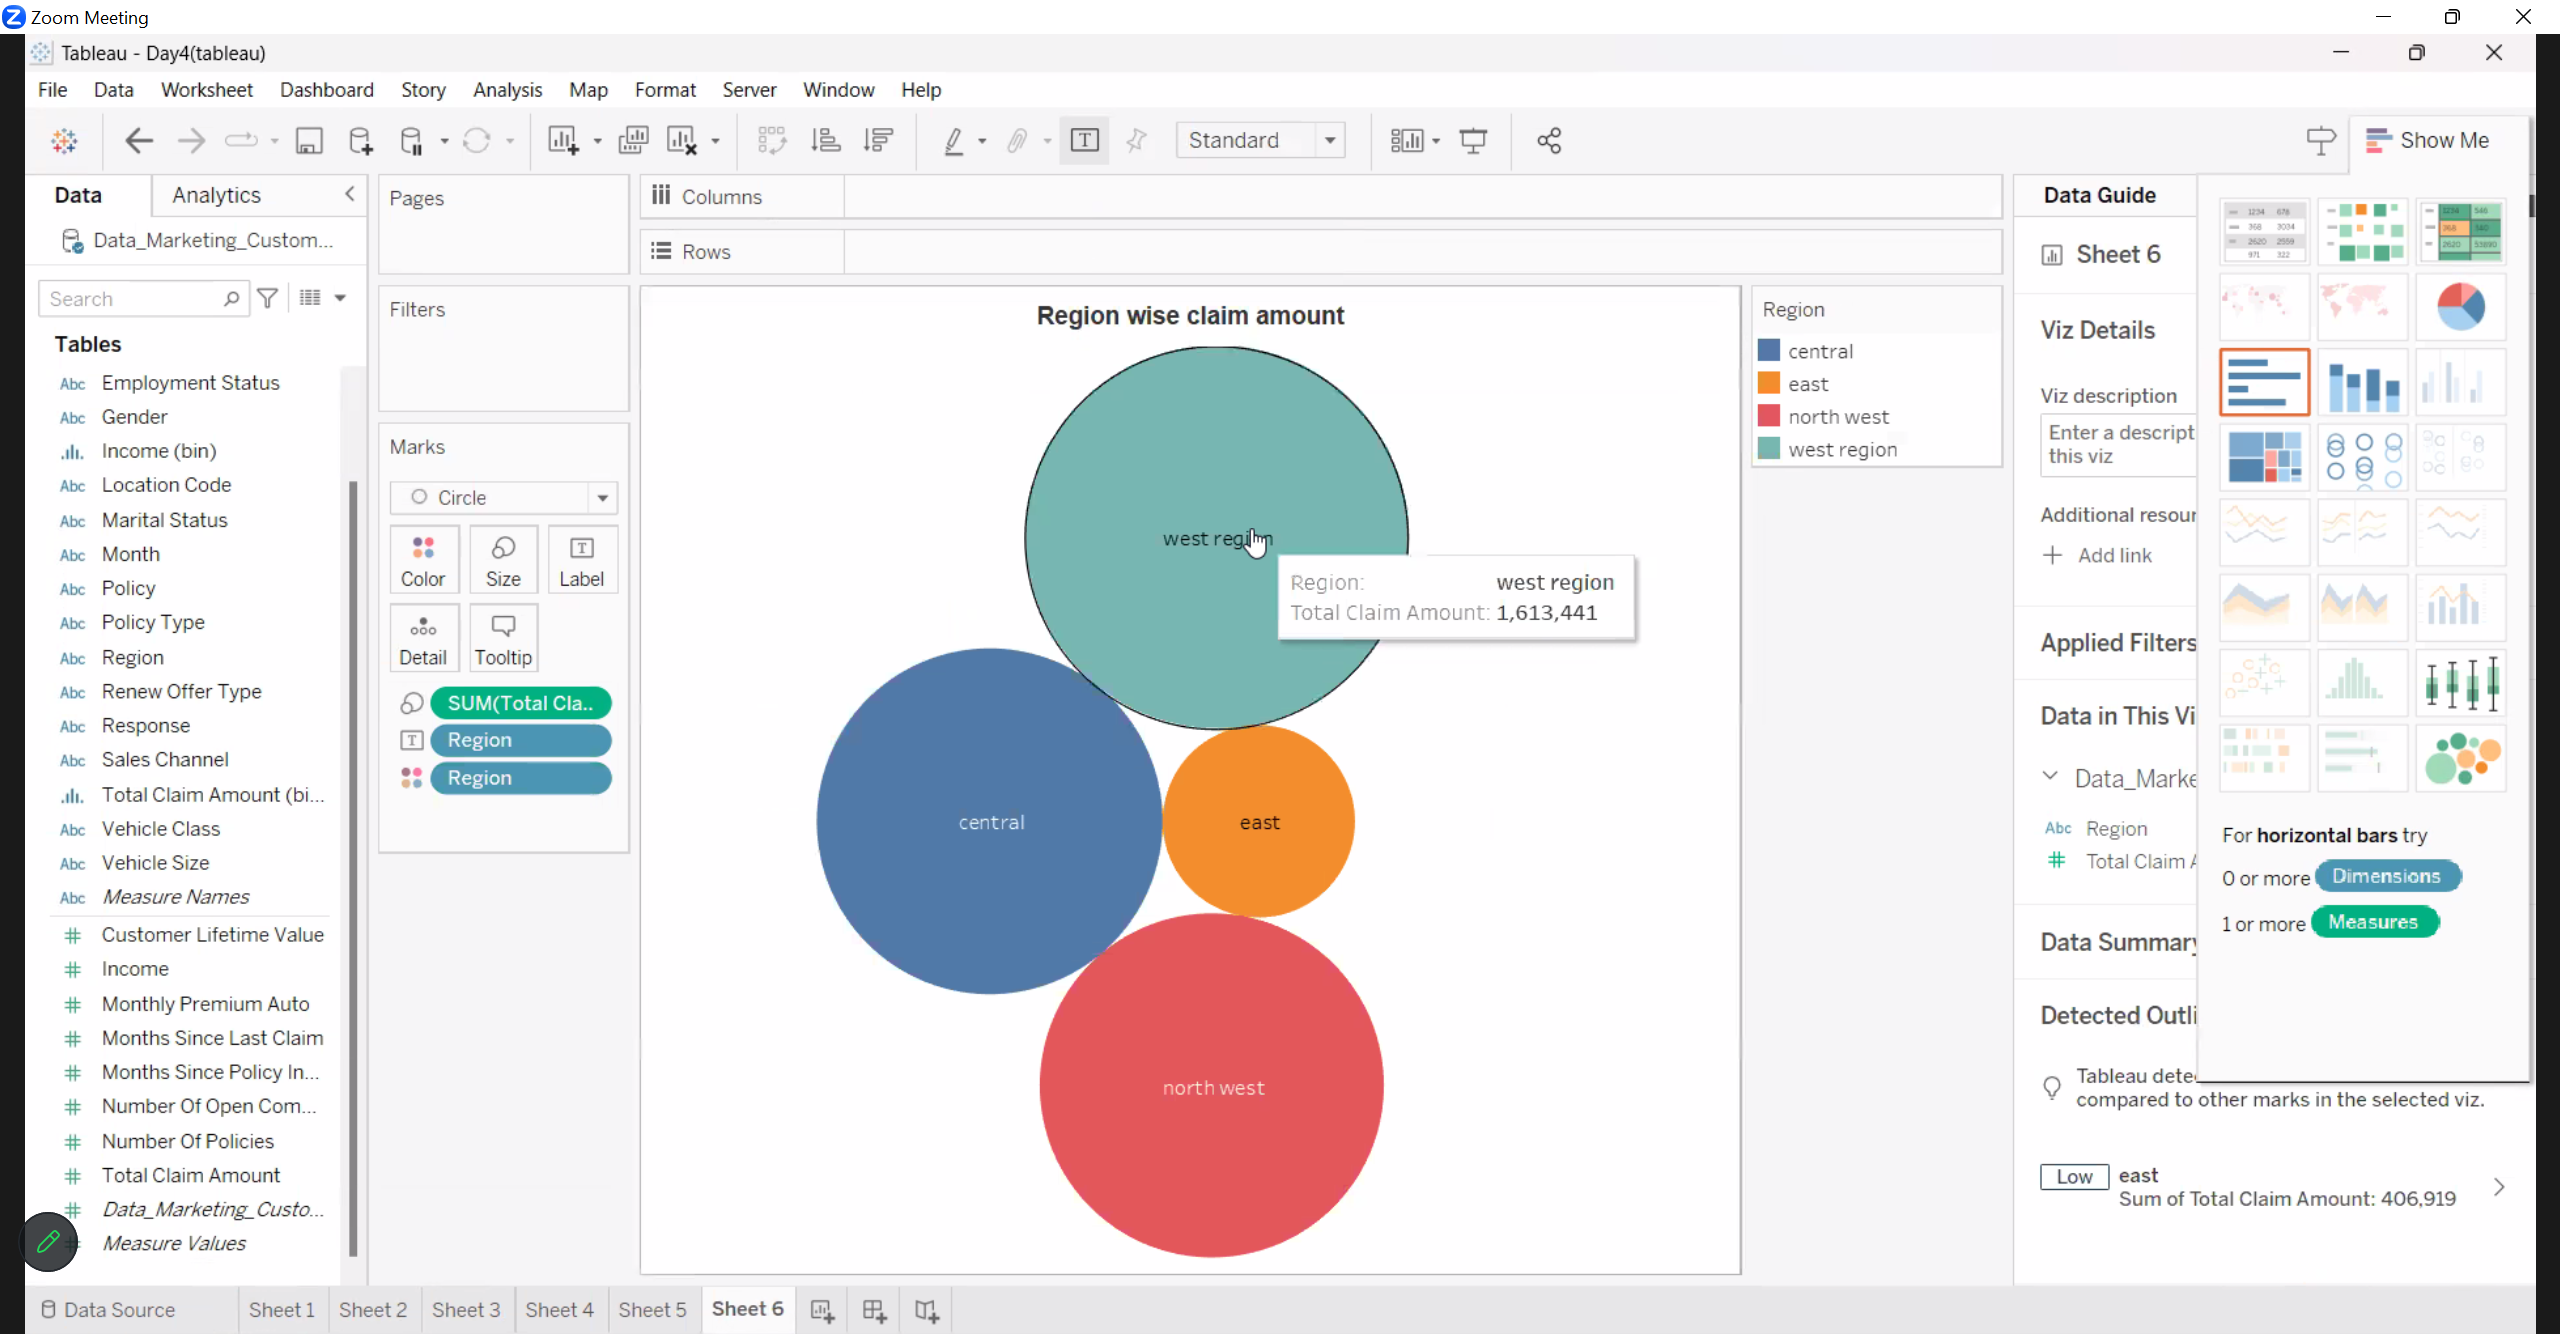 Zoom Meeting
Tableau - Day4(tableau)
File Data Worksheet Dashboard Story Analysis Map Format Server Window Help
Standard
Show Me
Data Analytics
Data_Marketing_Custom...
Search
Tables
Abc Employment Status
Abc Gender
Income (bin)
Abc Location Code
Abc Marital Status
Abc Month
Abc Policy
Abc Policy Type
Abc Region
Abc Renew Offer Type
Abc Response
Abc Sales Channel
Total Claim Amount (bi...
Abc Vehicle Class
Abc Vehicle Size
Abc Measure Names
# Customer Lifetime Value
# Income
# Monthly Premium Auto
# Months Since Last Claim
# Months Since Policy In...
# Number Of Open Com...
# Number Of Policies
# Total Claim Amount
# Data_Marketing_Custo...
# Measure Values
Pages
Filters
Marks
Circle
Color Size Label
Detail Tooltip
SUM(Total Cla..
Region
Region
Columns
Rows
Region wise claim amount
west region
Region: west region
Total Claim Amount: 1,613,441
central
east
north west
Region
central
east
north west
west region
Data Guide
Sheet 6
Viz Details
Viz description
Enter a descript
this viz
Additional resour
Add link
Applied Filters
Data in This Vi
Data_Marke
Abc Region
# Total Claim A
Data Summary
Detected Outli
Tableau dete
compared to other marks in the selected viz.
Low east
Sum of Total Claim Amount: 406,919
For horizontal bars try
0 or more Dimensions
1 or more Measures
Data Source Sheet 1 Sheet 2 Sheet 3 Sheet 4 Sheet 5 Sheet 6